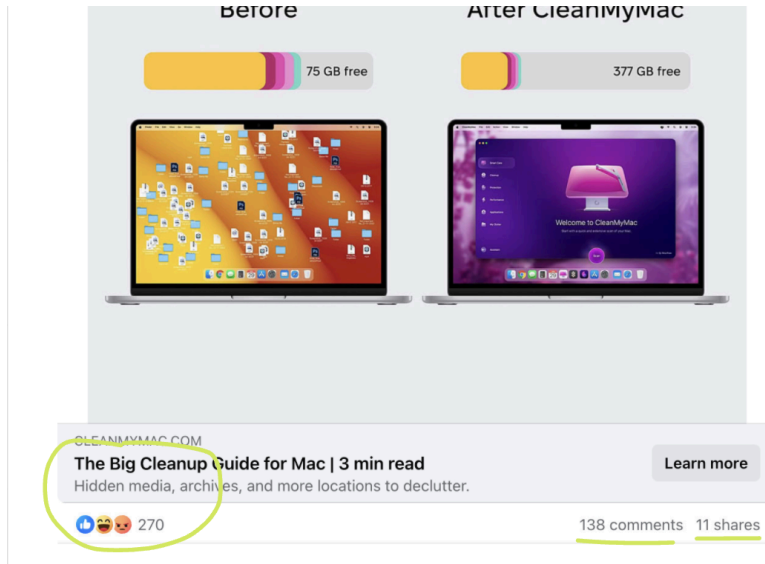 Before
After CleanMyMac
75 GB free
377 GB free
Welcome to CleanMyMac
CLEANMYMAC.COM
The Big Cleanup Guide for Mac | 3 min read
Hidden media, archives, and more locations to declutter.
Learn more
270
138 comments 11 shares